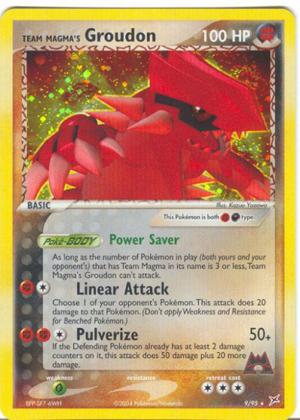 TEAM MAGMA'S Groudon 100 HP
BASIC
Illus. Kazuo Yazawa
This Pokémon is both type.
Poké-BODY Power Saver
As long as the number of Pokémon in play (both yours and your
opponent's) that has Team Magma in its name is 3 or less, Team
Magma's Groudon can't attack.
Linear Attack
Choose 1 of your opponent's Pokémon. This attack does 20
damage to that Pokémon. (Don't apply Weakness and Resistance
for Benched Pokémon.)
Pulverize 50+
If the Defending Pokémon already has at least 2 damage
counters on it, this attack does 50 damage plus 20 more
damage.
weakness resistance retreat cost
©2004 Pokémon 9/95 ★